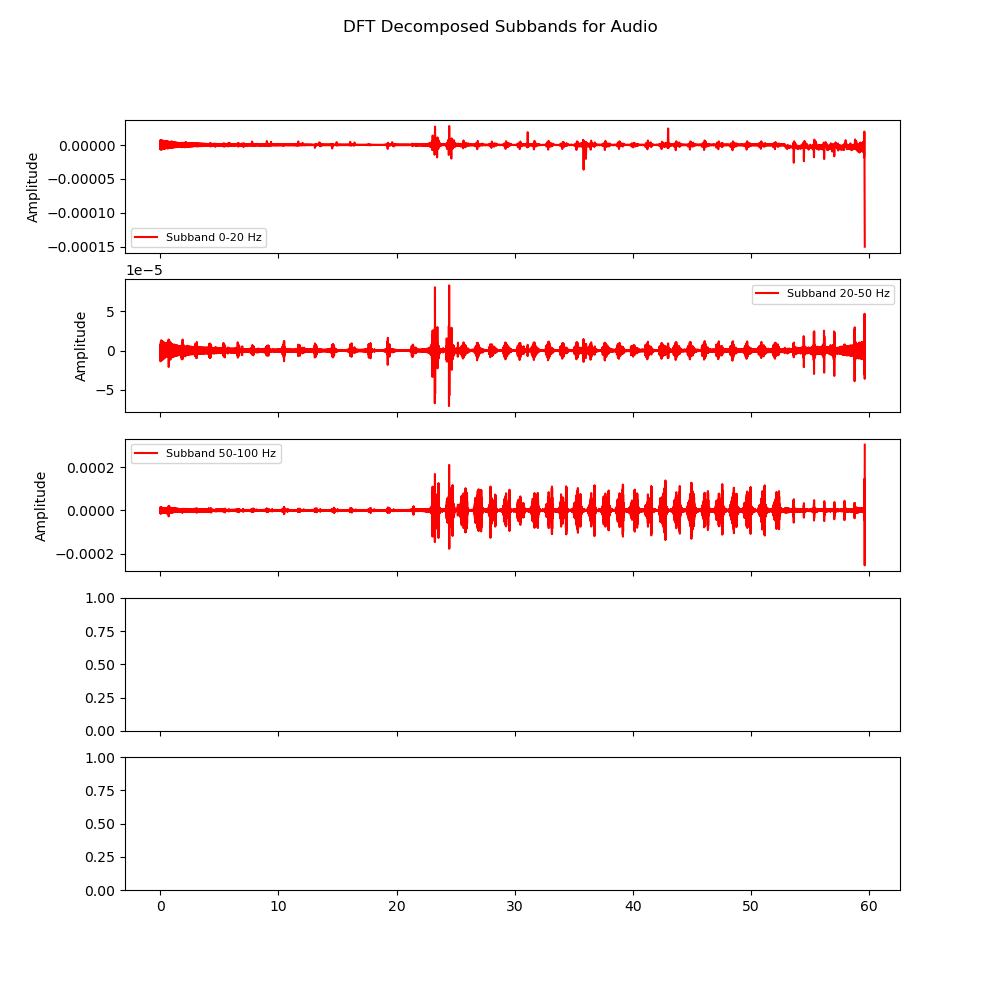 DFT Decomposed Subbands for Audio
0.00000
−0.00005
−0.00010
−0.00015
Amplitude
Subband 0-20 Hz
1e−5
5
0
−5
Amplitude
Subband 20-50 Hz
0.0002
0.0000
−0.0002
Amplitude
Subband 50-100 Hz
1.00
0.75
0.50
0.25
0.00
1.00
0.75
0.50
0.25
0.00
0 10 20 30 40 50 60